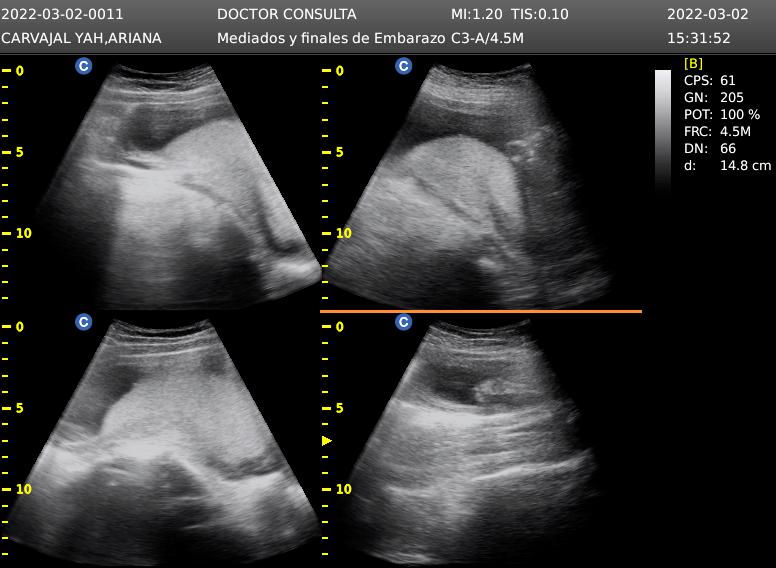 2022-03-02-0011 DOCTOR CONSULTA MI:1.20 TIS:0.10 2022-03-02
CARVAJAL YAH,ARIANA Mediados y finales de Embarazo C3-A/4.5M 15:31:52
[B]
CPS: 61
GN: 205
POT: 100 %
FRC: 4.5M
DN: 66
d: 14.8 cm
C C
0 0
5 5
10 10
C C
0 0
5 5
10 10